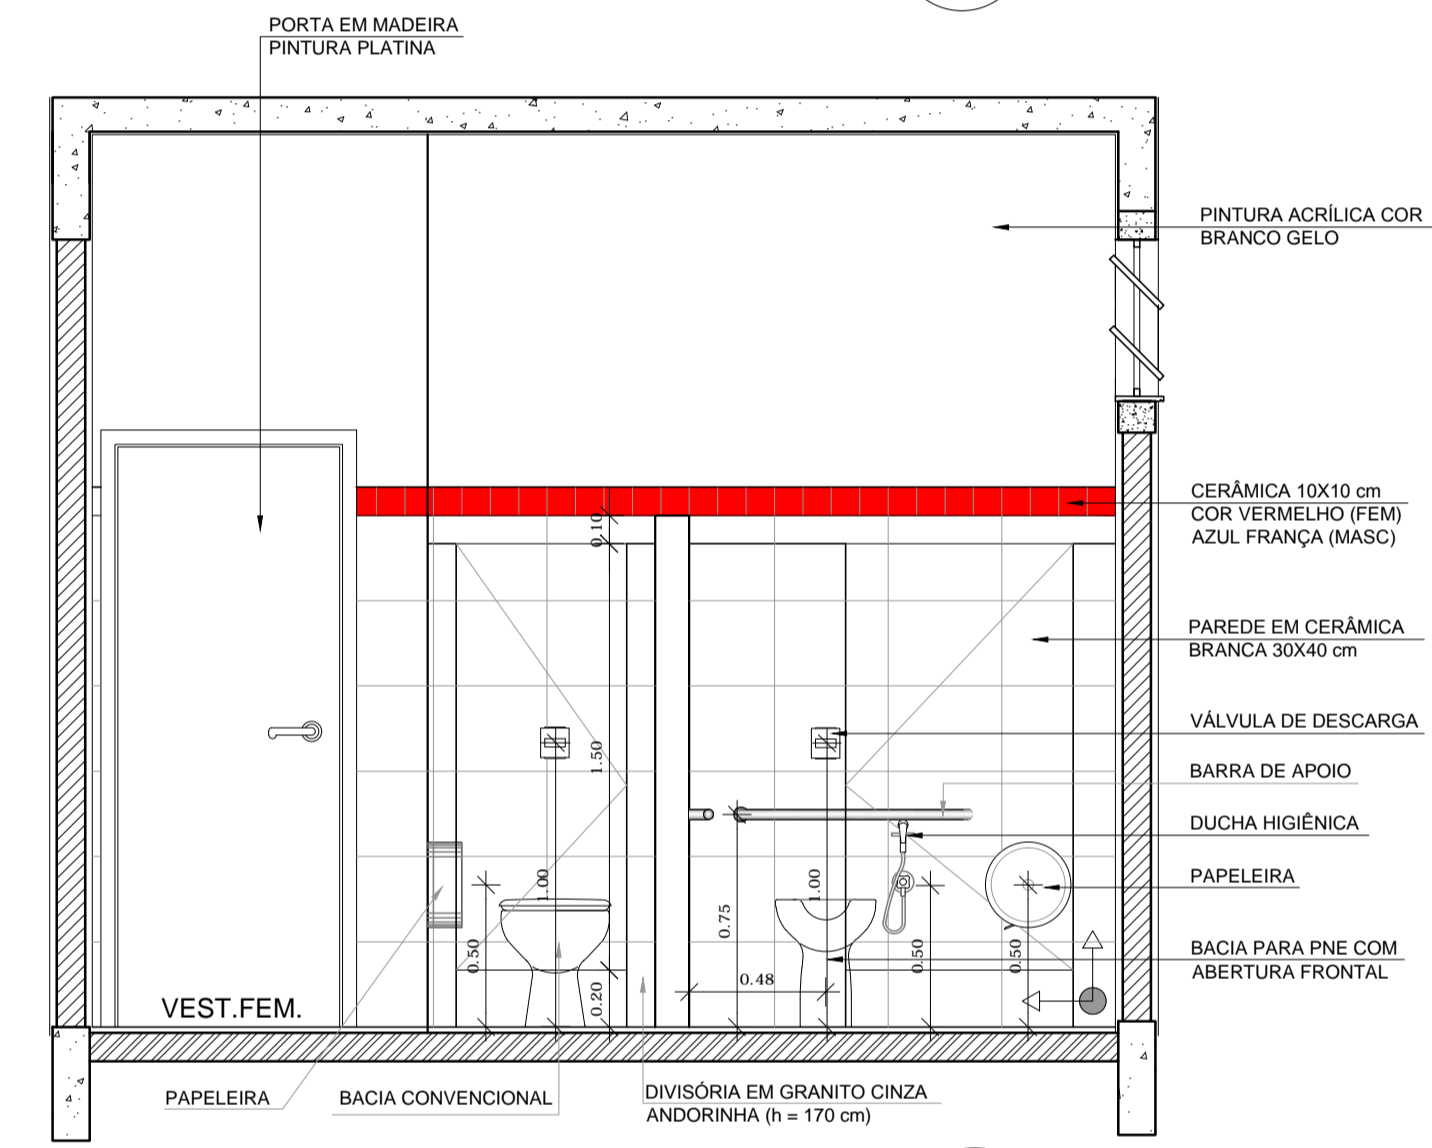 PORTA EM MADEIRA
PINTURA PLATINA
PINTURA ACRÍLICA COR
BRANCO GELO
CERÂMICA 10X10 cm
COR VERMELHO (FEM)
AZUL FRANÇA (MASC)
0.10
PAREDE EM CERÂMICA
BRANCA 30X40 cm
VÁLVULA DE DESCARGA
1.50
BARRA DE APOIO
DUCHA HIGIÊNICA
PAPELEIRA
1.00
1.00
0.75
0.50
0.50
0.50
BACIA PARA PNE COM
ABERTURA FRONTAL
0.48
0.20
VEST.FEM.
PAPELEIRA
BACIA CONVENCIONAL
DIVISÓRIA EM GRANITO CINZA
ANDORINHA (h = 170 cm)